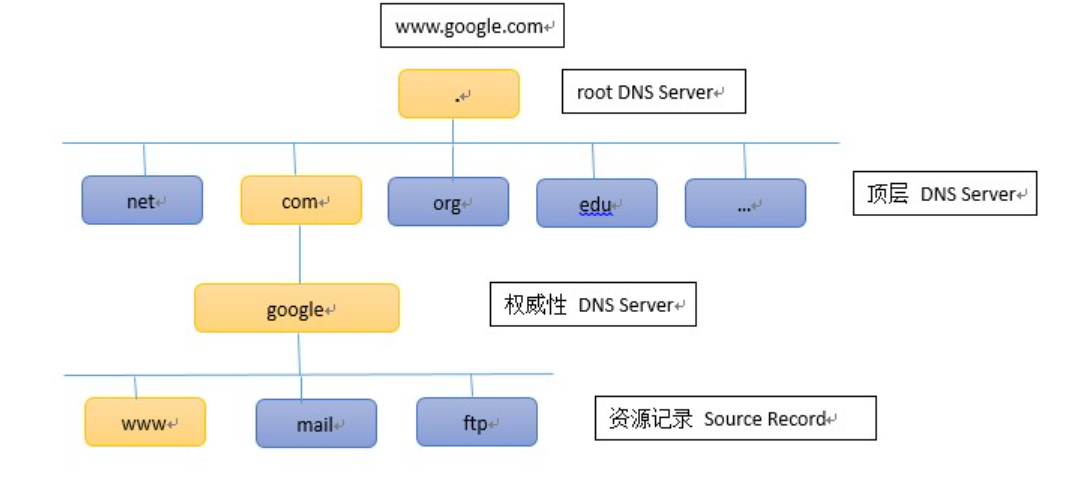 www.google.com
.
root DNS Server
net
com
org
edu
...
顶层 DNS Server
google
权威性 DNS Server
www
mail
ftp
资源记录 Source Record